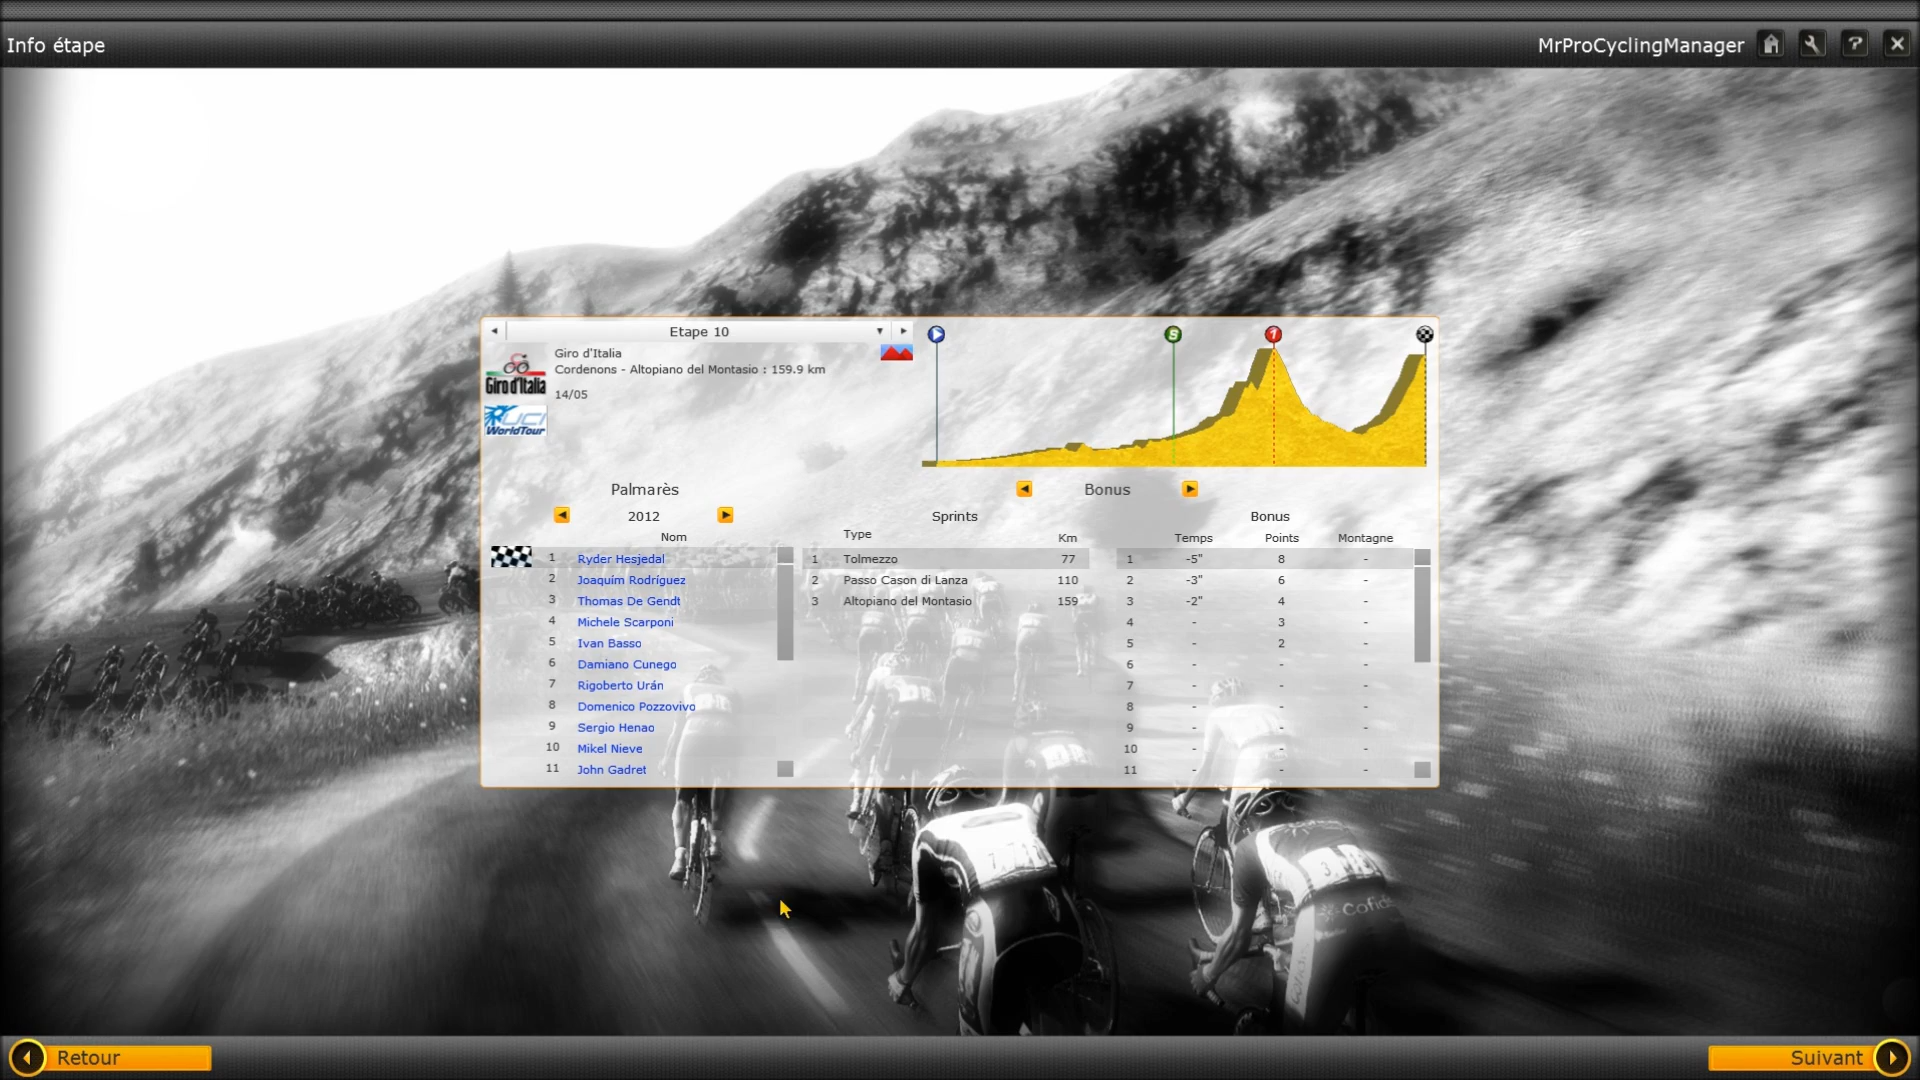 Info étape
MrProCyclingManager
?
Etape 10
Giro d'Italia
Cordenons - Altopiano del Montasio : 159.9 km
14/05
Giro d'Italia
UCI
WorldTour
S
1
Palmarès
Bonus
2012
Sprints
Bonus
Nom
Type
Km
Temps
Points
Montagne
1 Ryder Hesjedal
2 Joaquím Rodríguez
3 Thomas De Gendt
4 Michele Scarponi
5 Ivan Basso
6 Damiano Cunego
7 Rigoberto Urán
8 Domenico Pozzovivo
9 Sergio Henao
10 Mikel Nieve
11 John Gadret
1 Tolmezzo 77
2 Passo Cason di Lanza 110
3 Altopiano del Montasio 159
1 -5" 8 -
2 -3" 6 -
3 -2" 4 -
4 - 3 -
5 - 2 -
6 - - -
7 - - -
8 - - -
9 - - -
10 - - -
11 - - -
Cofidis
Retour
Suivant